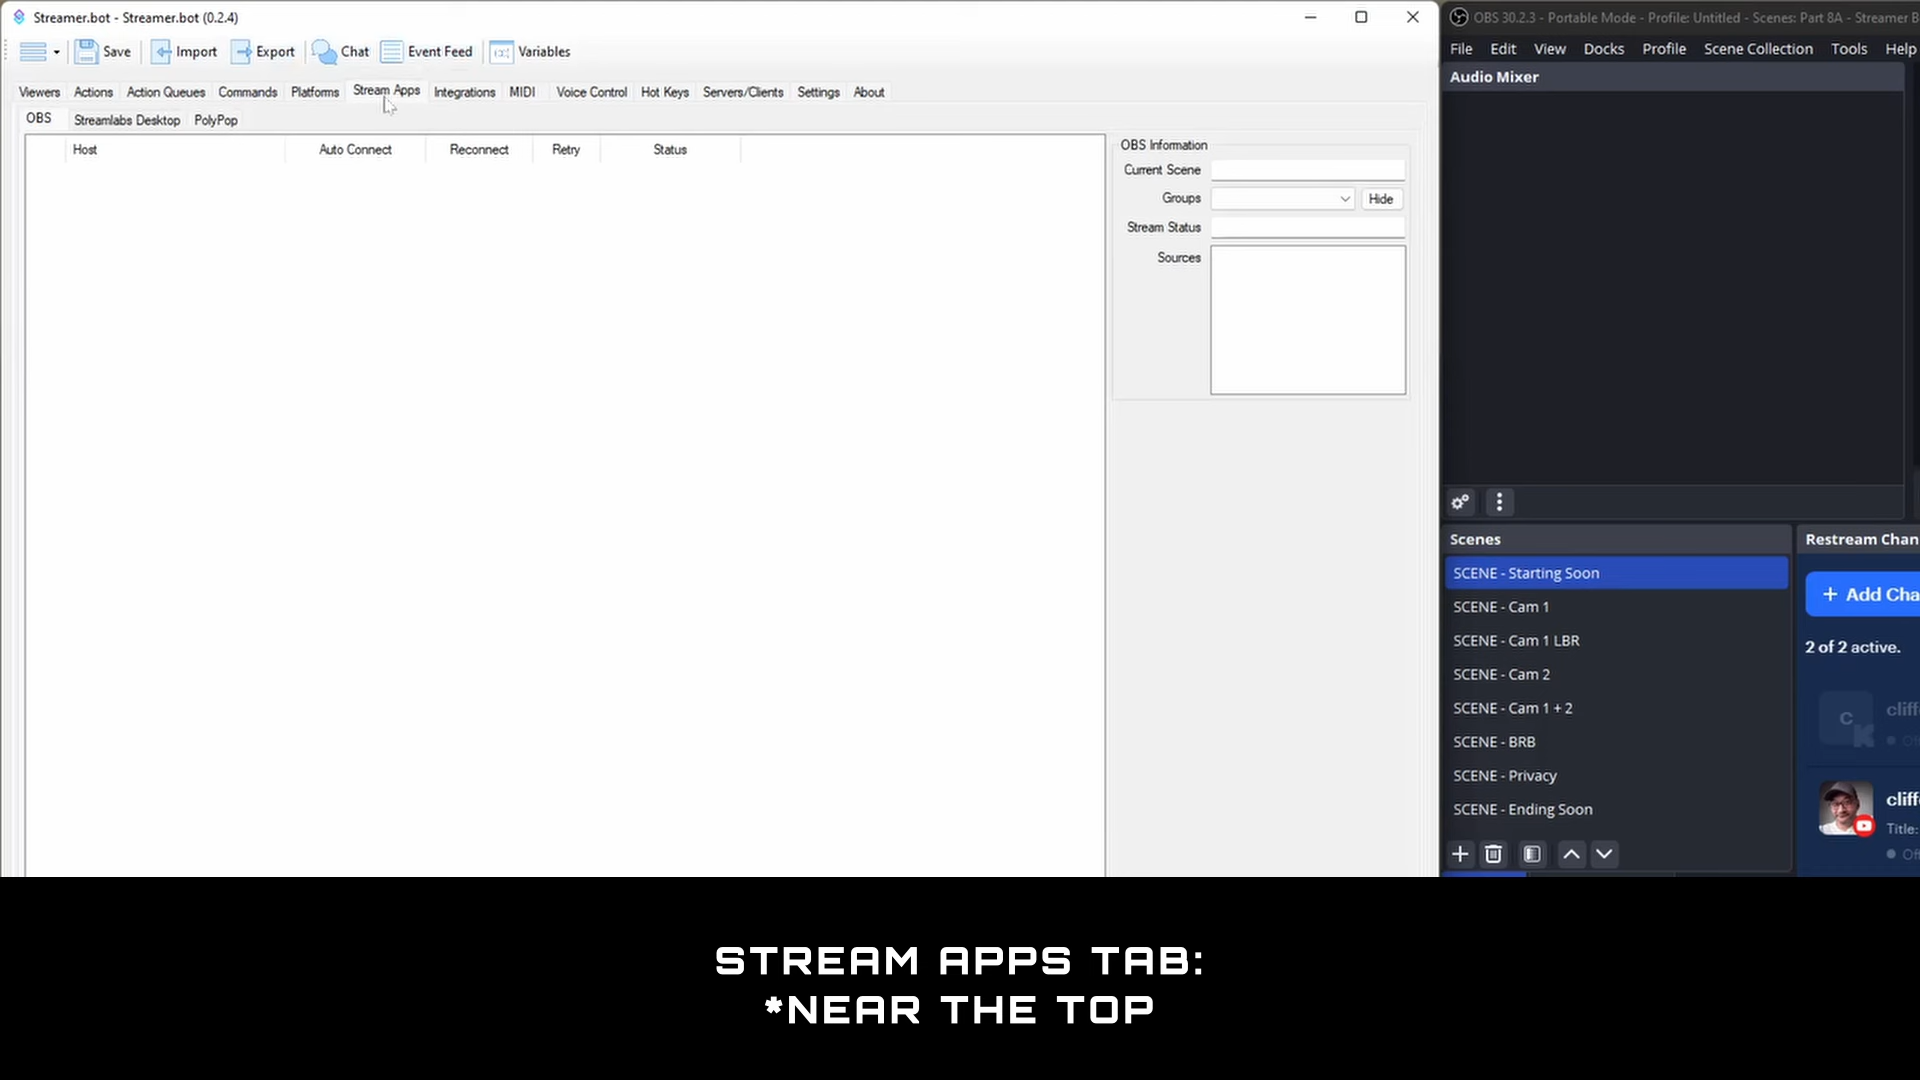 Streamer.bot - Streamer.bot (0.2.4)
Save Import Export Chat Event Feed Variables
Viewers Actions Action Queues Commands Platforms Stream Apps Integrations MIDI Voice Control Hot Keys Servers/Clients Settings About
OBS Streamlabs Desktop PolyPop
Host Auto Connect Reconnect Retry Status
OBS Information
Current Scene
Groups Hide
Stream Status
Sources
OBS 30.2.3 - Portable Mode - Profile: Untitled - Scenes: Part 8A - Streamer B
File Edit View Docks Profile Scene Collection Tools Help
Audio Mixer
Scenes
SCENE - Starting Soon
SCENE - Cam 1
SCENE - Cam 1 LBR
SCENE - Cam 2
SCENE - Cam 1 + 2
SCENE - BRB
SCENE - Privacy
SCENE - Ending Soon
Restream Chan
+ Add Cha
2 of 2 active.
C
cliff
Of
cliff
Title:
Of
STREAM APPS TAB:
*NEAR THE TOP